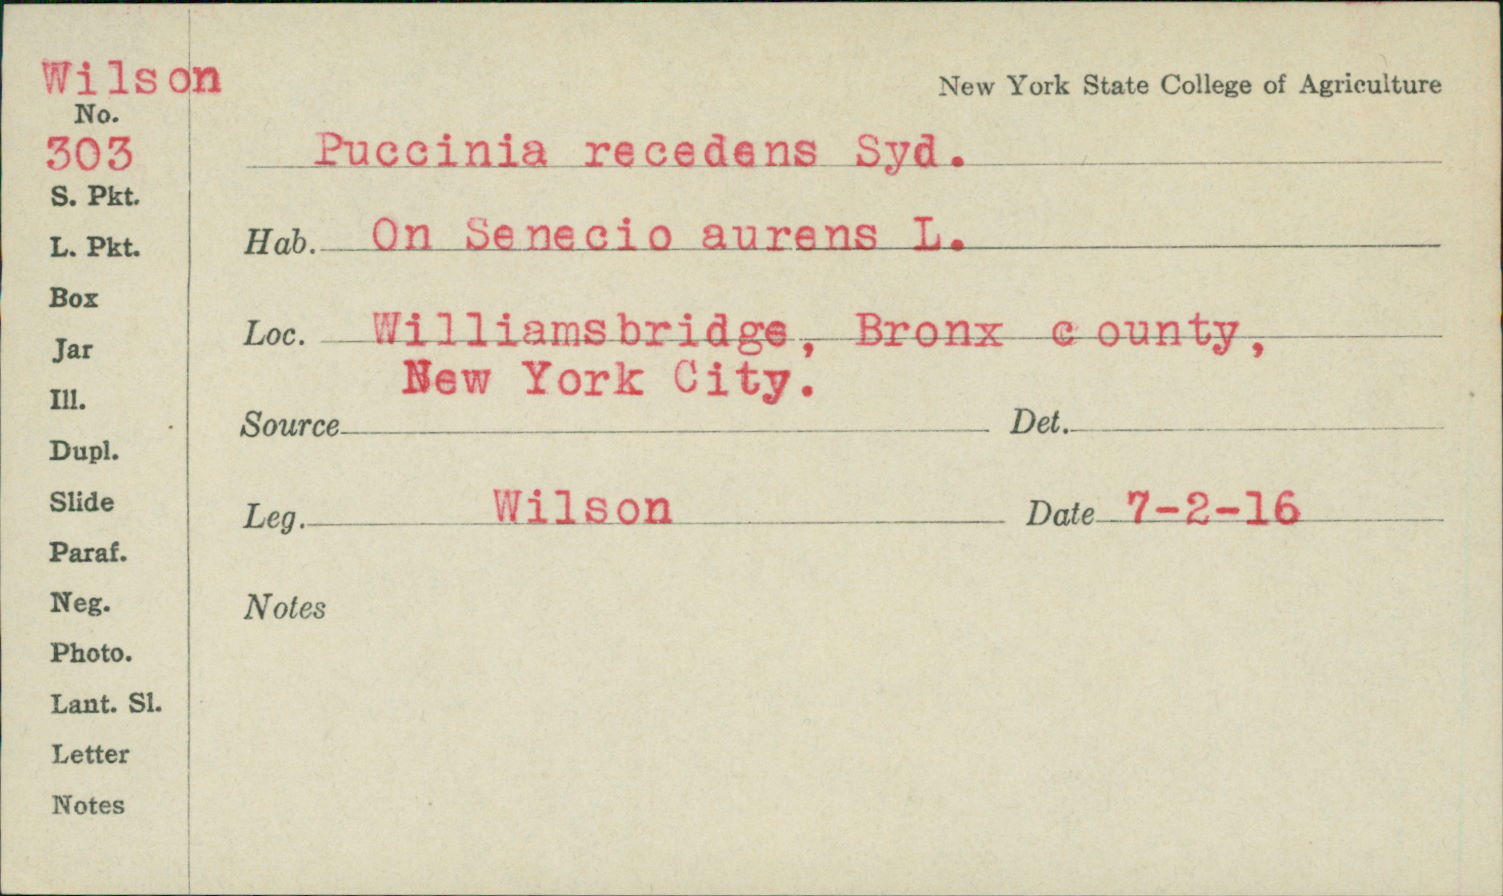 Wilson
New York State College of Agriculture
No.
303
Puccinia recedens Syd.
S. Pkt.
L. Pkt.
Hab. On Senecio aurens L.
Box
Loc. Williamsbridge, Bronx county,
Jar
New York City.
Ill.
Source Det.
Dupl.
Slide
Leg. Wilson Date 7-2-16
Paraf.
Neg.
Notes
Photo.
Lant. Sl.
Letter
Notes